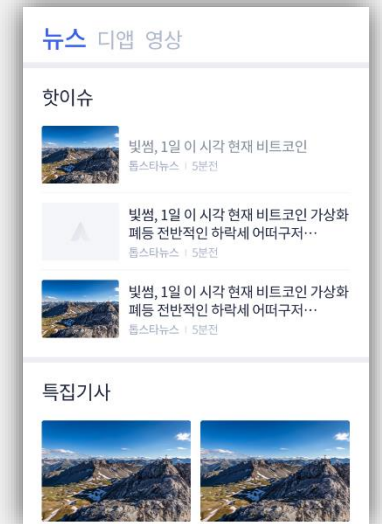 뉴스 디앱 영상
핫이슈
빛썸, 1일 이 시각 현재 비트코인
톱스타뉴스 | 5분전
빛썸, 1일 이 시각 현재 비트코인 가상화
폐등 전반적인 하락세 어떠구저…
톱스타뉴스 | 5분전
빛썸, 1일 이 시각 현재 비트코인 가상화
폐등 전반적인 하락세 어떠구저…
톱스타뉴스 | 5분전
특집기사